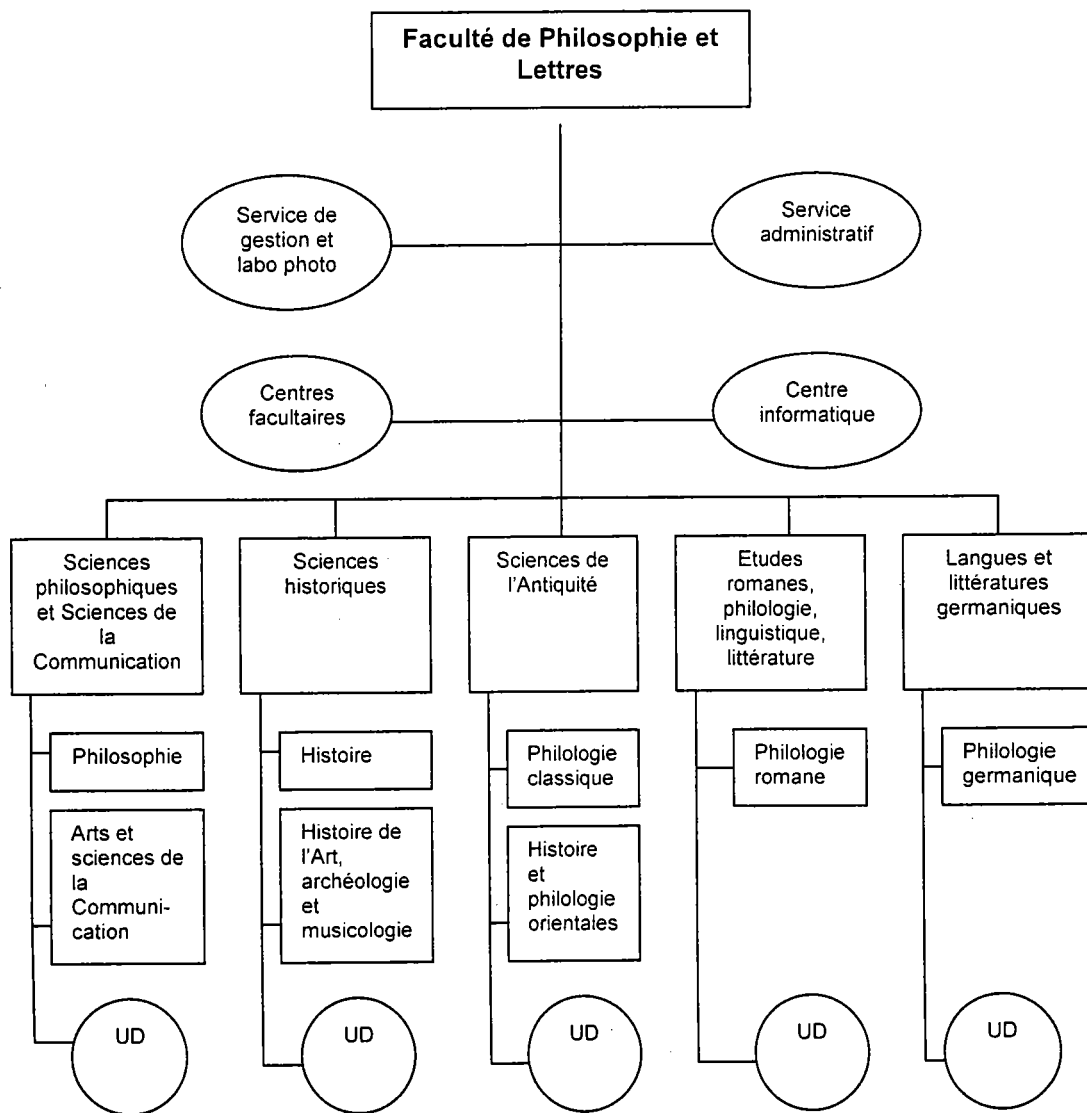 Faculté de Philosophie et
Lettres
Service de
gestion et
labo photo
Service
administratif
Centres
facultaires
Centre
informatique
Sciences
philosophiques
et Sciences de
la
Communication
Sciences
historiques
Sciences de
l'Antiquité
Etudes
romanes,
philologie,
linguistique,
littérature
Langues et
littératures
germaniques
Philosophie
Histoire
Philologie
classique
Philologie
romane
Philologie
germanique
Arts et
sciences de
la
Communi-
cation
Histoire de
l'Art,
archéologie
et
musicologie
Histoire
et
philologie
orientales
UD
UD
UD
UD
UD